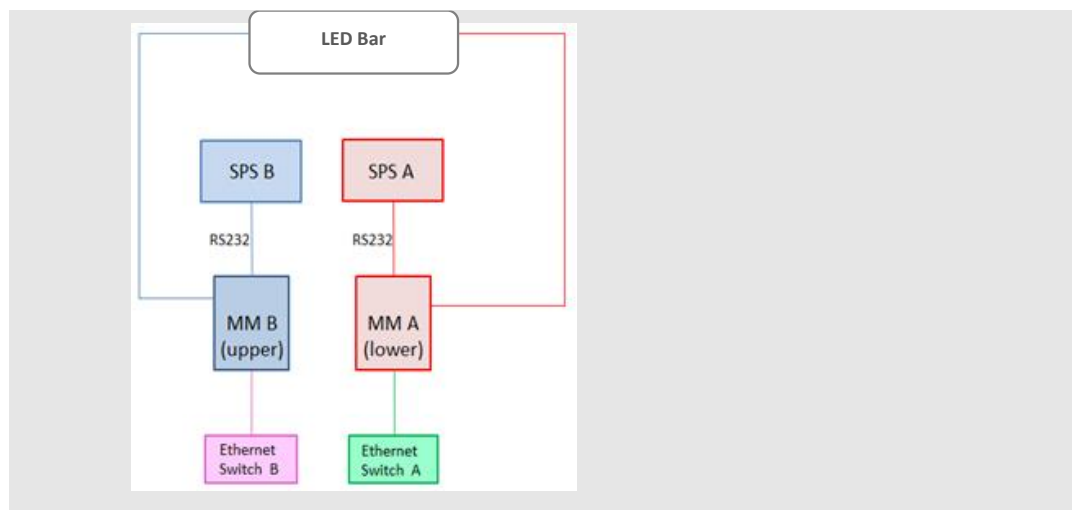 LED Bar
SPS B
SPS A
RS232
RS232
MM B
(upper)
MM A
(lower)
Ethernet
Switch B
Ethernet
Switch A